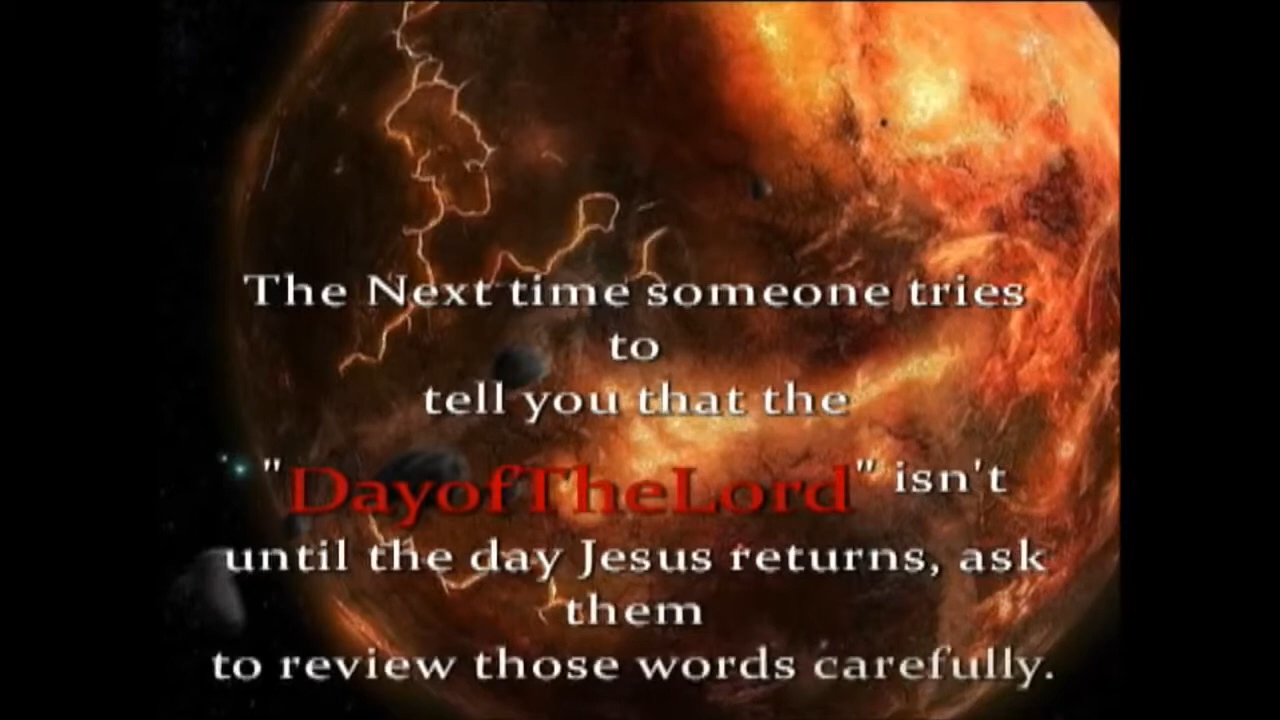 The Next time someone tries
to
tell you that the
"DayofTheLord" isn't
until the day Jesus returns, ask
them
to review those words carefully.